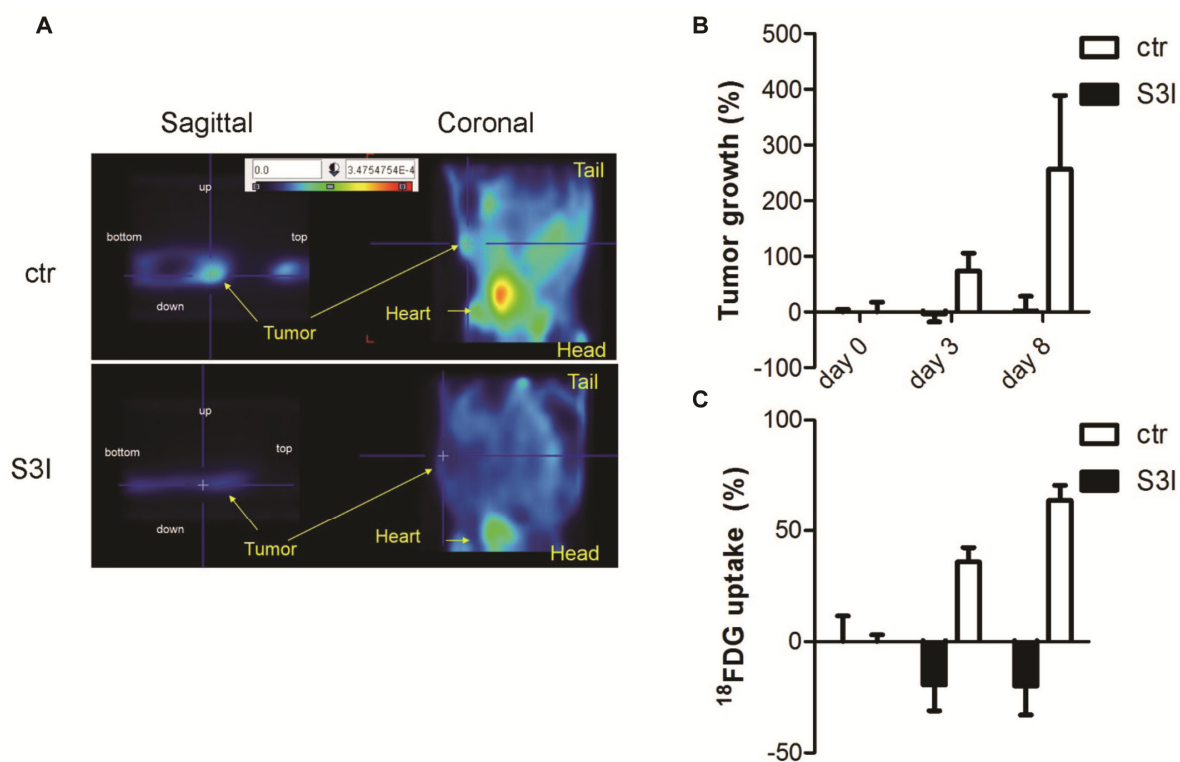 A
Sagittal
Coronal
0.0
3.4754754E-4
Tail
up
bottom
top
ctr
down
Tumor
Heart
Head
Tail
up
bottom
top
S3I
down
Tumor
Heart
Head
B
500
400
300
200
100
0
-100
Tumor growth (%)
day 0
day 3
day 8
ctr
S3I
C
100
50
0
-50
¹⁸FDG uptake (%)
ctr
S3I